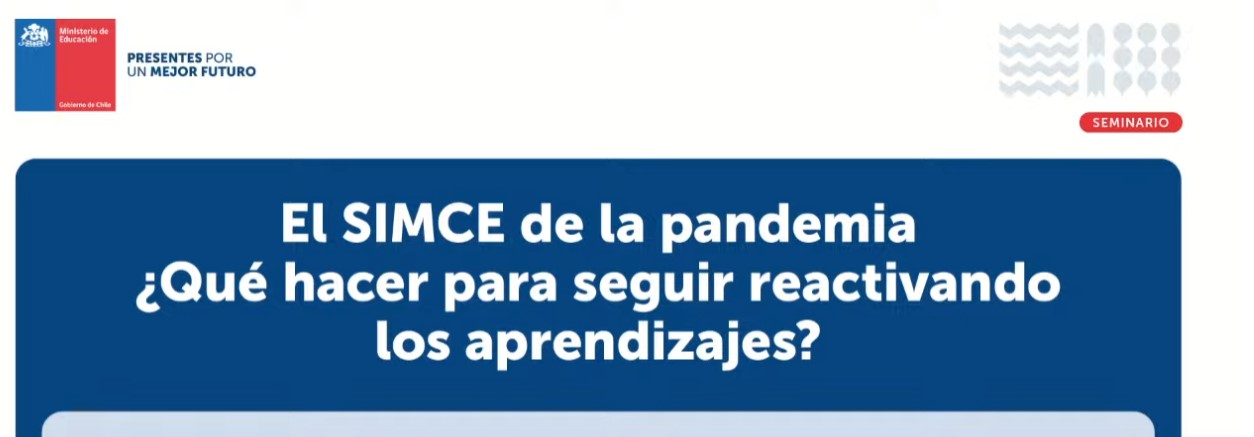 Ministerio de
Educación
Gobierno de Chile
PRESENTES POR
UN MEJOR FUTURO
SEMINARIO
El SIMCE de la pandemia
¿Qué hacer para seguir reactivando
los aprendizajes?